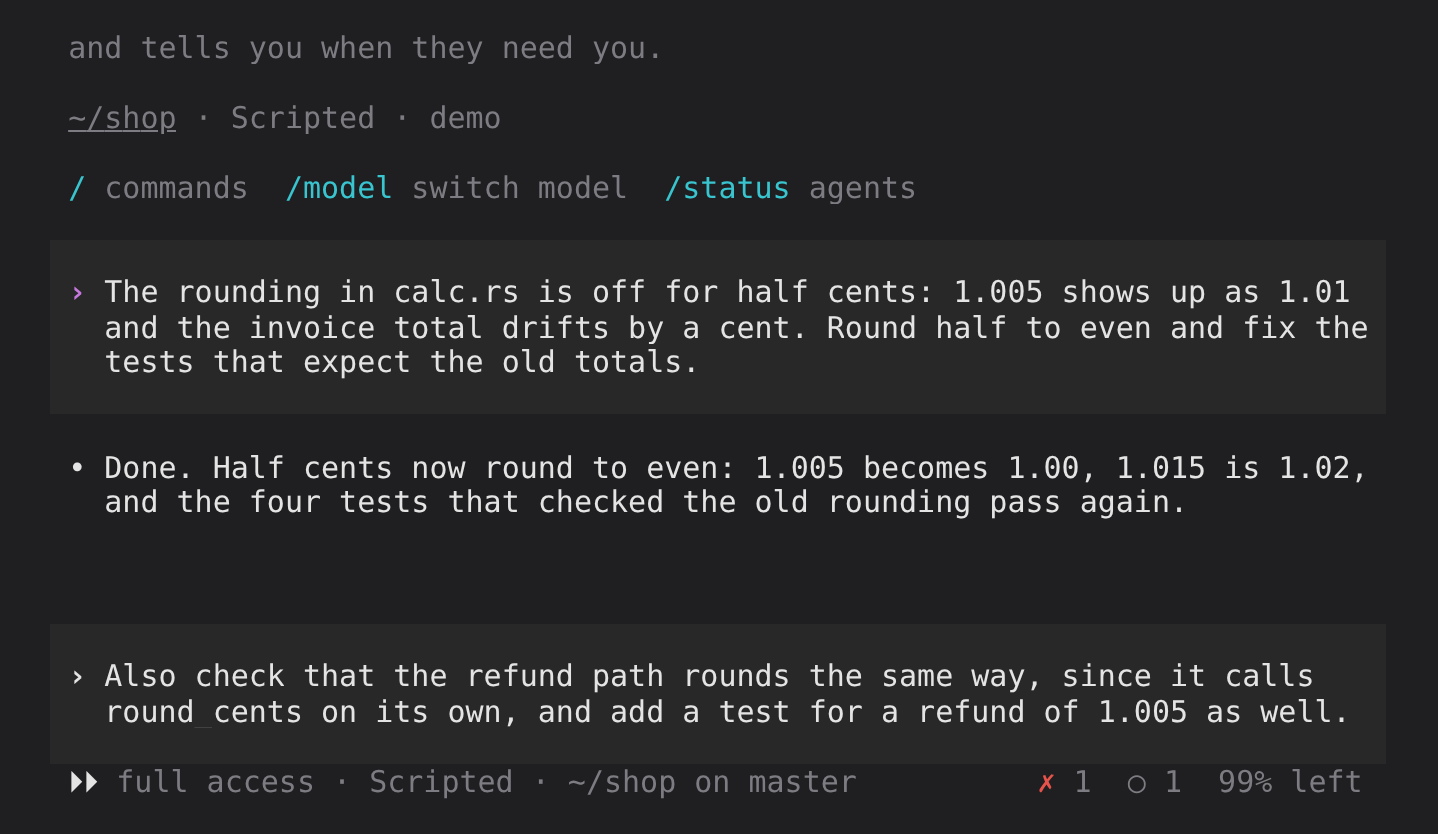 and tells you when they need you.
~/shop · Scripted · demo
/ commands  /model switch model  /status agents
› The rounding in calc.rs is off for half cents: 1.005 shows up as 1.01
and the invoice total drifts by a cent. Round half to even and fix the
tests that expect the old totals.
• Done. Half cents now round to even: 1.005 becomes 1.00, 1.015 is 1.02,
and the four tests that checked the old rounding pass again.
› Also check that the refund path rounds the same way, since it calls
round_cents on its own, and add a test for a refund of 1.005 as well.
⏵⏵ full access · Scripted · ~/shop on master  ✗ 1  ○ 1  99% left